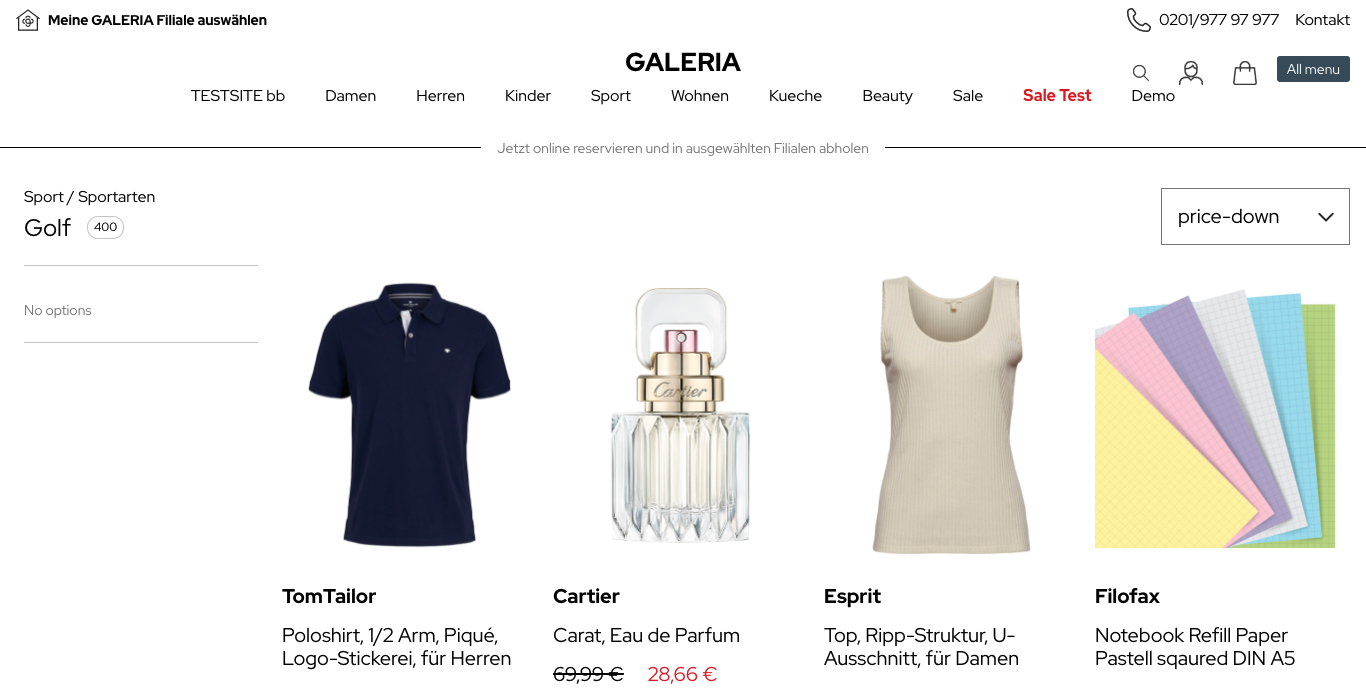 Meine GALERIA Filiale auswählen
0201/977 97 977 Kontakt
GALERIA
All menu
TESTSITE bb Damen Herren Kinder Sport Wohnen Kueche Beauty Sale Sale Test Demo
Jetzt online reservieren und in ausgewählten Filialen abholen
Sport / Sportarten
Golf 400
price-down
No options
Cartier
TomTailor
Poloshirt, 1/2 Arm, Piqué,
Logo-Stickerei, für Herren
Cartier
Carat, Eau de Parfum
69,99 € 28,66 €
Esprit
Top, Ripp-Struktur, U-
Ausschnitt, für Damen
Filofax
Notebook Refill Paper
Pastell sqaured DIN A5